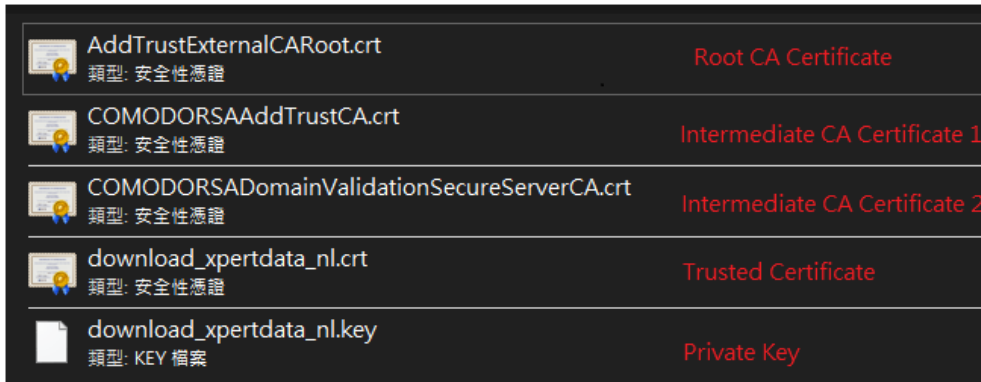 AddTrustExternalCARoot.crt
類型: 安全性憑證
Root CA Certificate
COMODORSAAddTrustCA.crt
類型: 安全性憑證
Intermediate CA Certificate 1
COMODORSADomainValidationSecureServerCA.crt
類型: 安全性憑證
Intermediate CA Certificate 2
download_xpertdata_nl.crt
類型: 安全性憑證
Trusted Certificate
download_xpertdata_nl.key
類型: KEY 檔案
Private Key